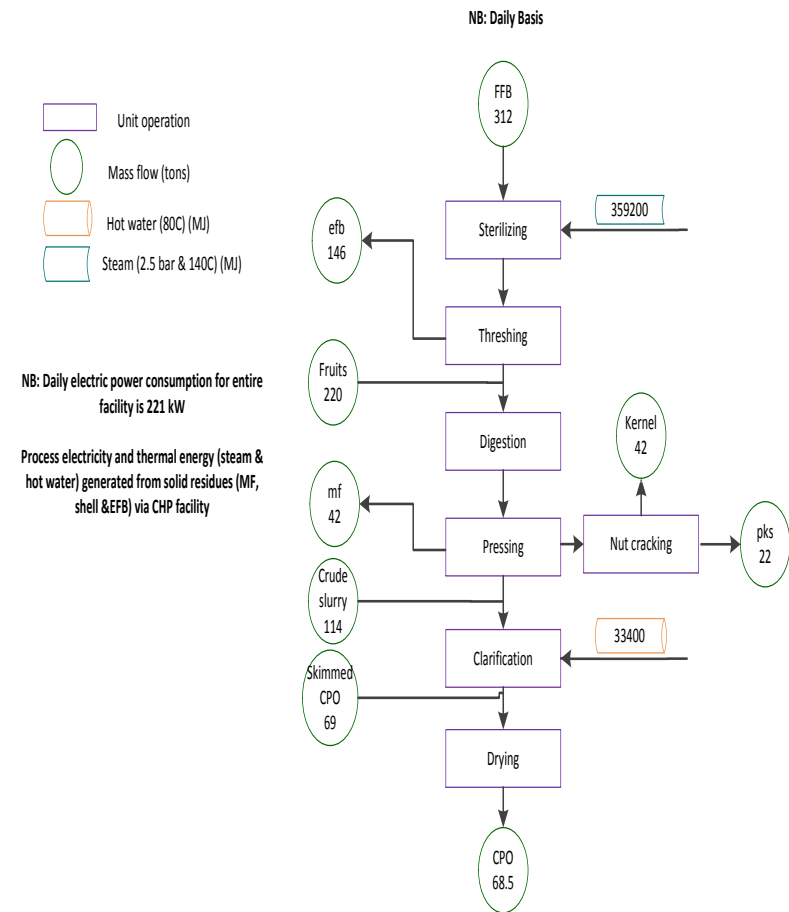 NB: Daily Basis
FFB
312
Unit operation
Mass flow (tons)
Hot water (80C) (MJ)
Steam (2.5 bar & 140C) (MJ)
359200
Sterilizing
efb
146
Threshing
Fruits
220
NB: Daily electric power consumption for entire
facility is 221 kW
Process electricity and thermal energy (steam &
hot water) generated from solid residues (MF,
shell &EFB) via CHP facility
Digestion
Kernel
42
mf
42
Pressing
Nut cracking
pks
22
Crude
slurry
114
33400
Clarification
Skimmed
CPO
69
Drying
CPO
68.5